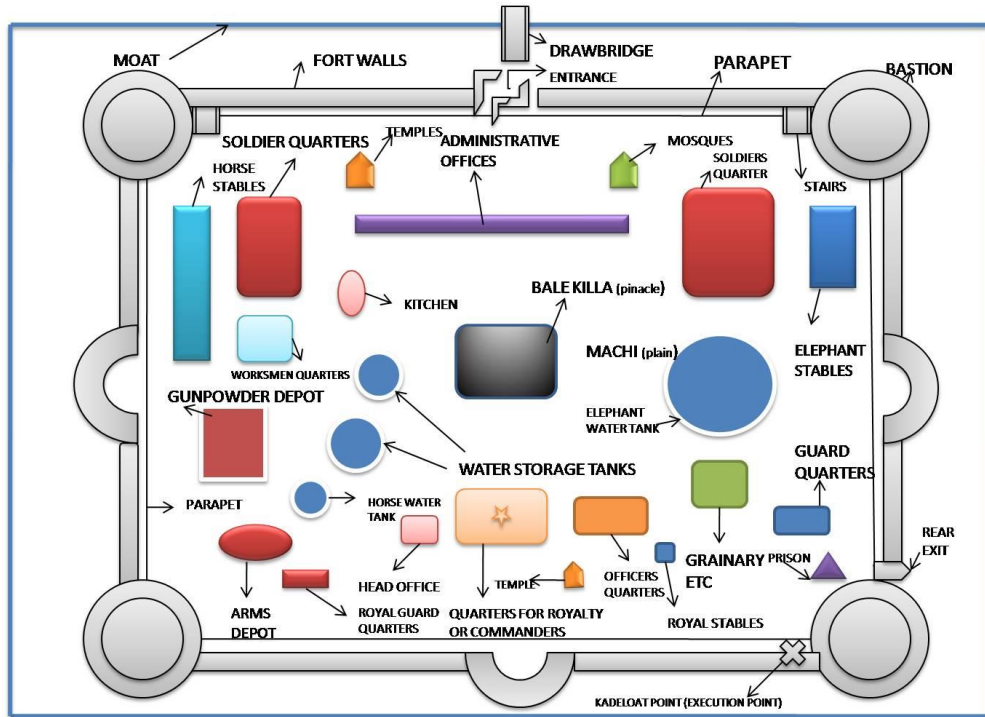 DRAWBRIDGE
MOAT
FORT WALLS
PARAPET
BASTION
ENTRANCE
SOLDIER QUARTERS
TEMPLES
ADMINISTRATIVE
OFFICES
MOSQUES
SOLDIERS
QUARTER
HORSE
STABLES
STAIRS
KITCHEN
BALE KILLA (pinacle)
MACHI (plain)
ELEPHANT
STABLES
WORKSMEN QUARTERS
GUNPOWDER DEPOT
ELEPHANT
WATER TANK
WATER STORAGE TANKS
GUARD
QUARTERS
PARAPET
HORSE WATER
TANK
REAR
EXIT
HEAD OFFICE
TEMPLE
OFFICERS
QUARTERS
GRAINARY
ETC
PRISON
ARMS
DEPOT
ROYAL GUARD
QUARTERS
QUARTERS FOR ROYALTY
OR COMMANDERS
ROYAL STABLES
KADELOAT POINT (EXECUTION POINT)